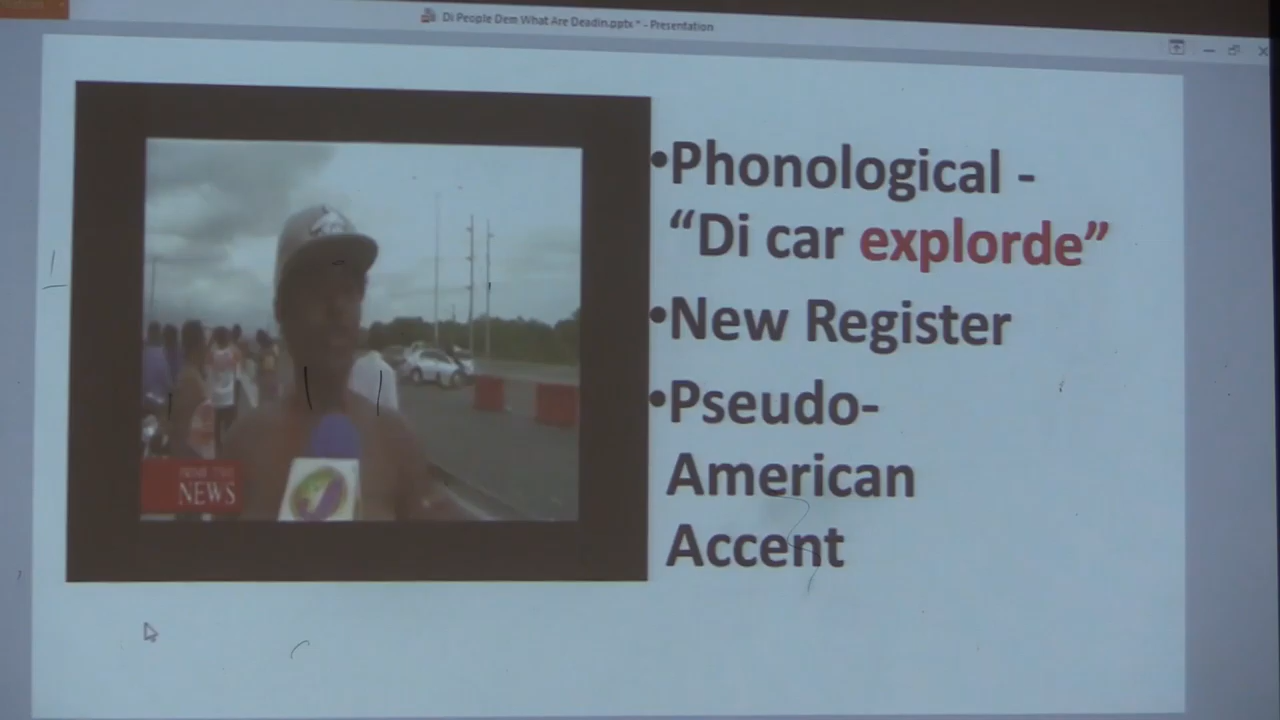 Di People Dem What Are Deadin.pptx * - Presentation
•Phonological -
“Di car explorde”
•New Register
•Pseudo-
American
Accent
NEWS